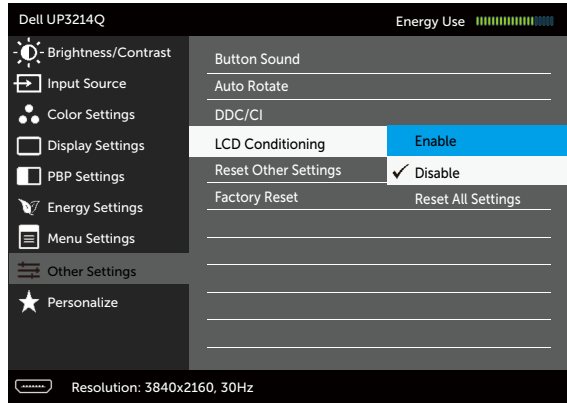 Dell UP3214Q Energy Use
Brightness/Contrast
Input Source
Color Settings
Display Settings
PBP Settings
Energy Settings
Menu Settings
Other Settings
Personalize
Button Sound
Auto Rotate
DDC/CI
LCD Conditioning
Reset Other Settings
Factory Reset
Enable
✓ Disable
Reset All Settings
Resolution: 3840x2160, 30Hz